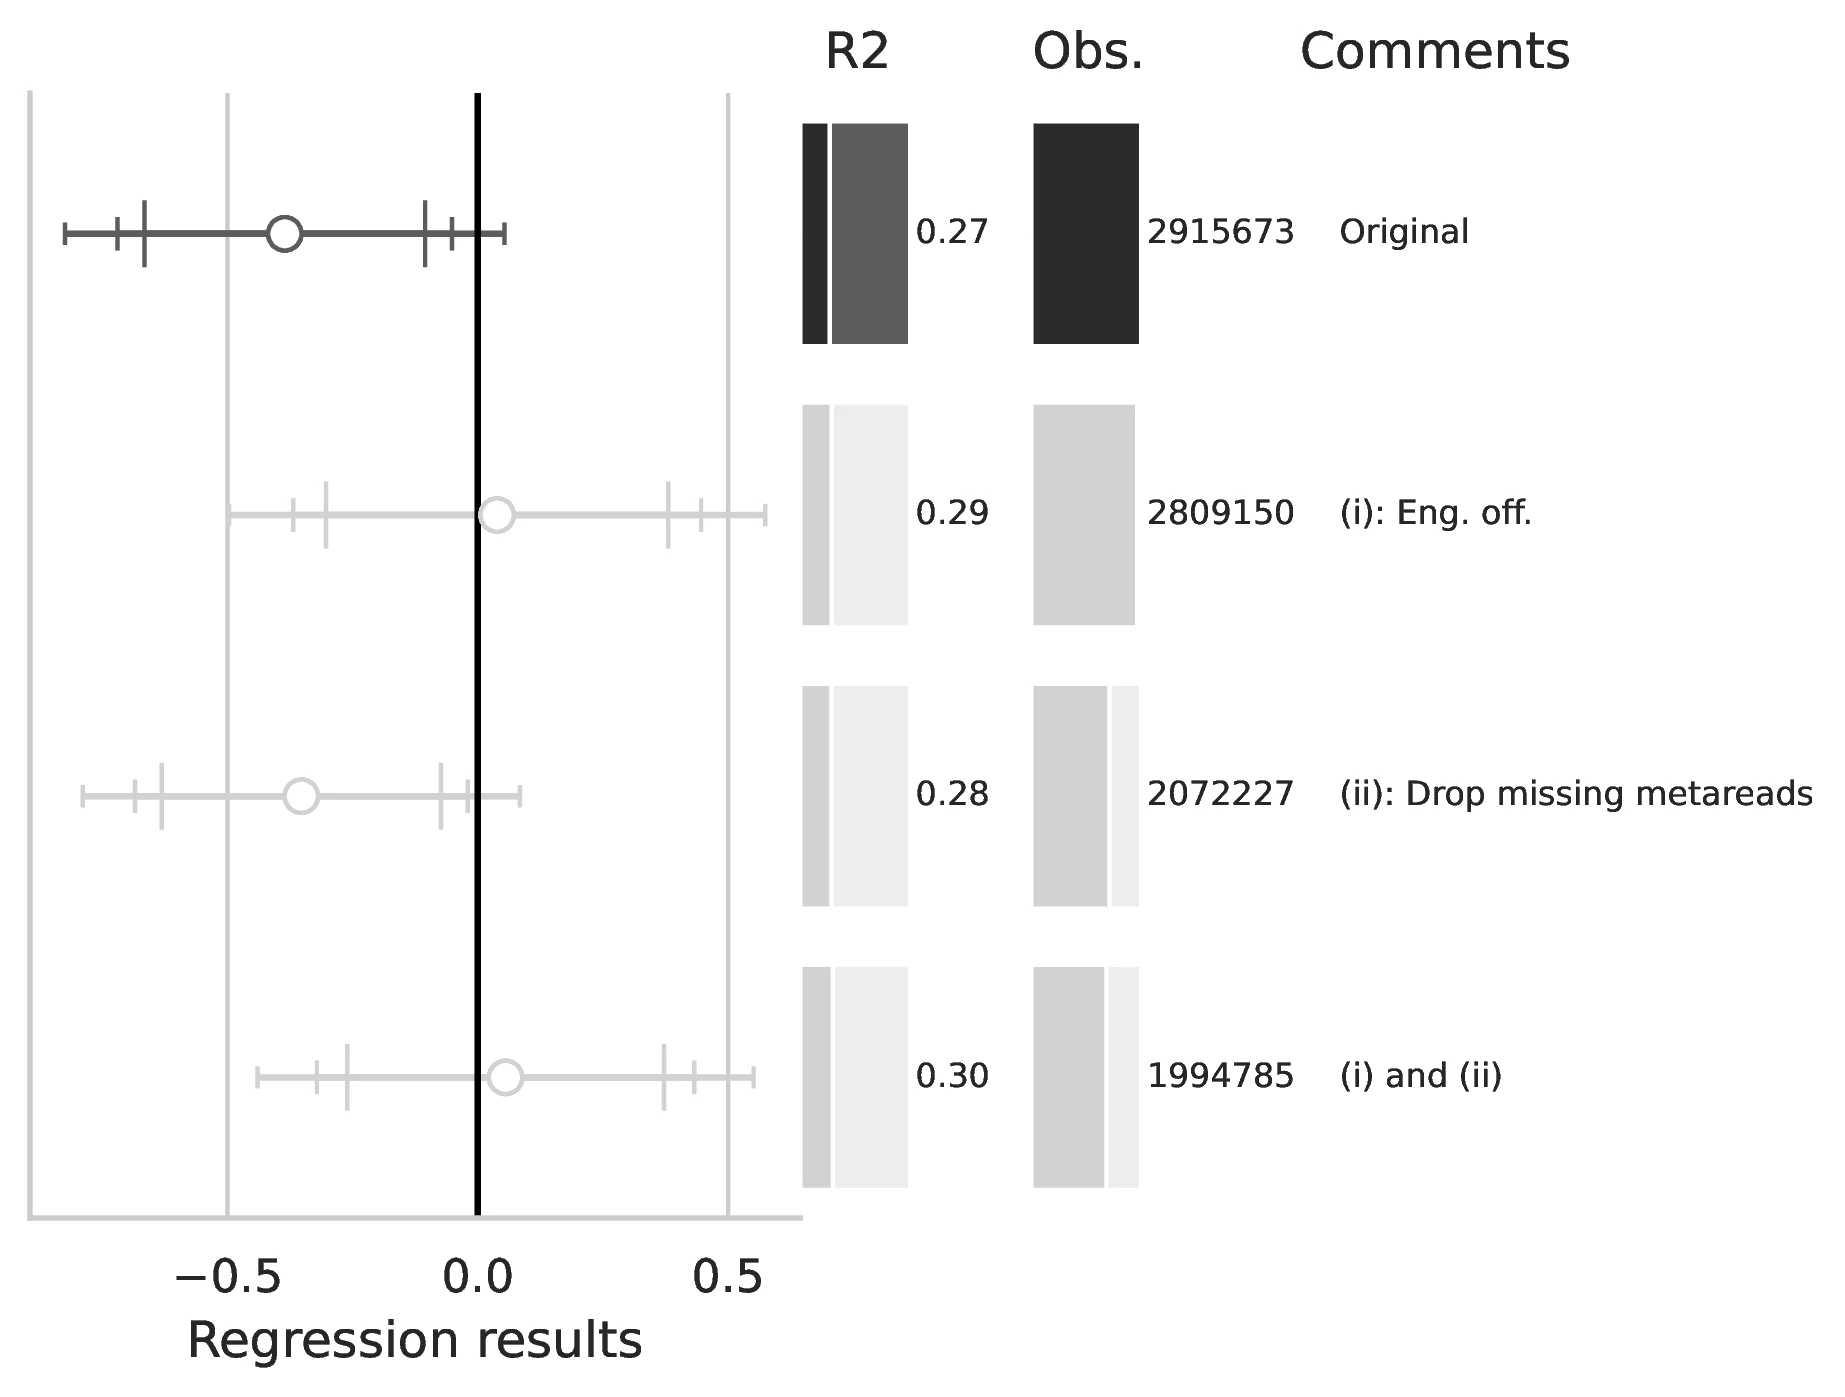 R2 Obs. Comments
0.27 2915673 Original
0.29 2809150 (i): Eng. off.
0.28 2072227 (ii): Drop missing metareads
0.30 1994785 (i) and (ii)
−0.5 0.0 0.5
Regression results